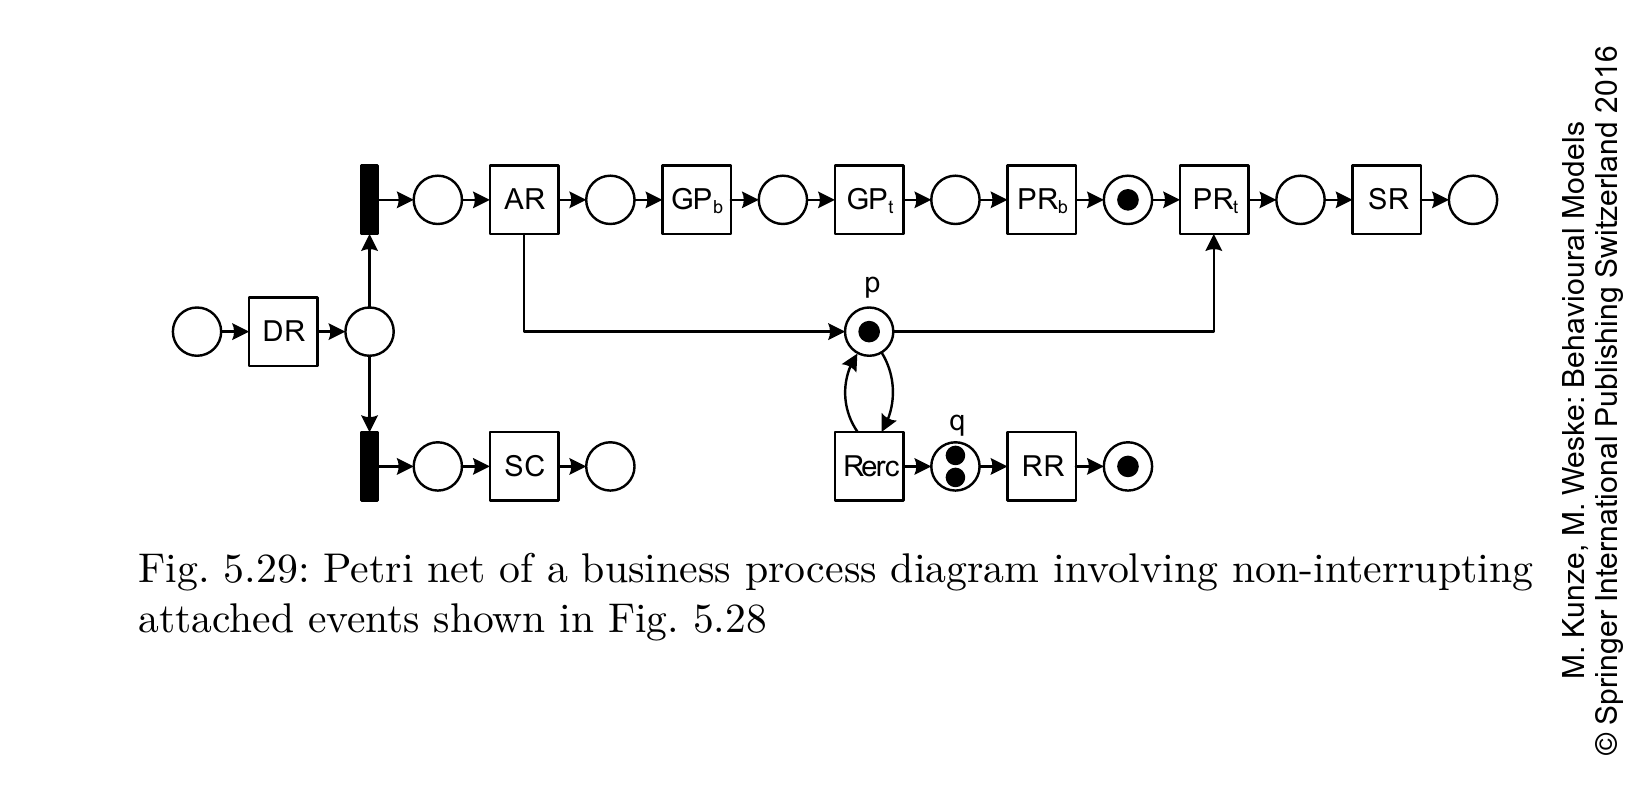 AR
GPb
GPt
PRb
PRt
SR
p
DR
q
SC
Rerc
RR
Fig. 5.29: Petri net of a business process diagram involving non-interrupting
attached events shown in Fig. 5.28
M. Kunze, M. Weske: Behavioural Models
© Springer International Publishing Switzerland 2016